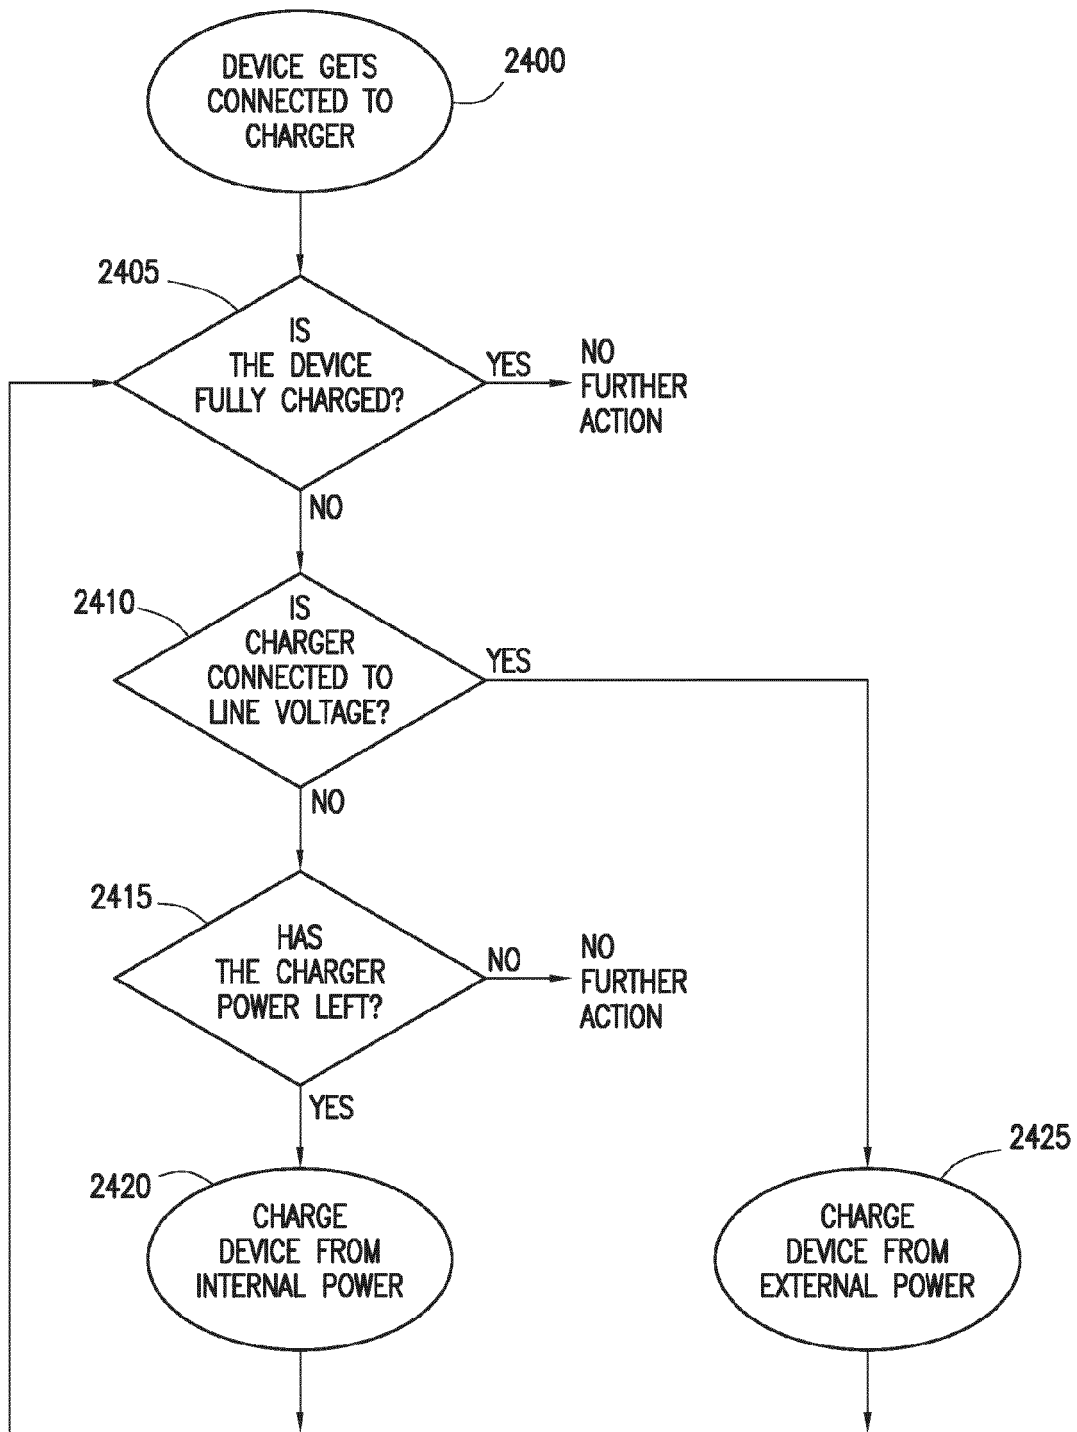 DEVICE GETS
CONNECTED TO
CHARGER
2400
2405
IS
THE DEVICE
FULLY CHARGED?
YES
NO
FURTHER
ACTION
NO
2410
IS
CHARGER
CONNECTED TO
LINE VOLTAGE?
YES
NO
2415
HAS
THE CHARGER
POWER LEFT?
NO
NO
FURTHER
ACTION
YES
2420
CHARGE
DEVICE FROM
INTERNAL POWER
2425
CHARGE
DEVICE FROM
EXTERNAL POWER